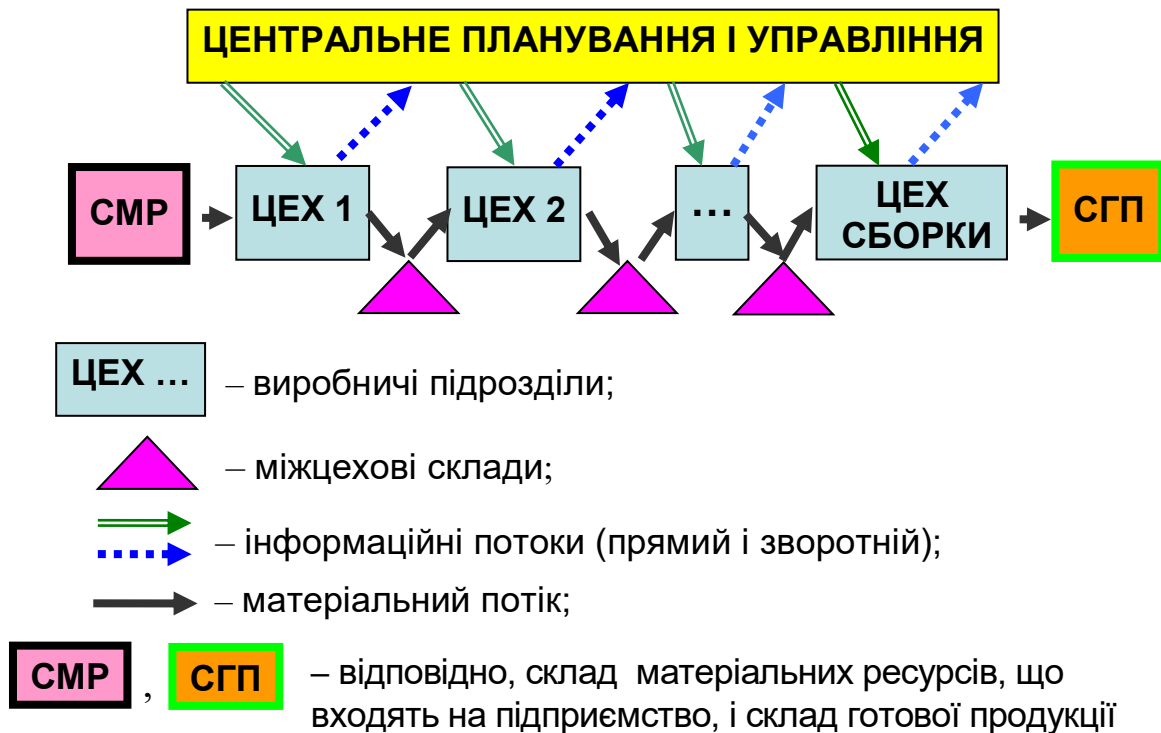 ЦЕНТРАЛЬНЕ ПЛАНУВАННЯ І УПРАВЛІННЯ
СМР
ЦЕХ 1
ЦЕХ 2
…
ЦЕХ
СБОРКИ
СГП
ЦЕХ … – виробничі підрозділи;
– міжцехові склади;
– інформаційні потоки (прямий і зворотній);
– матеріальний потік;
СМР , СГП – відповідно, склад матеріальних ресурсів, що
входять на підприємство, і склад готової продукції